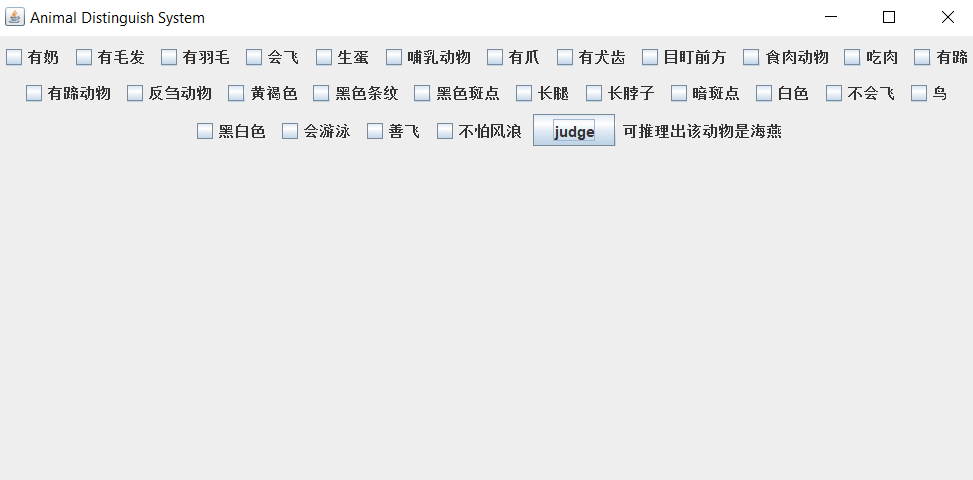 Animal Distinguish System
有奶 有毛发 有羽毛 会飞 生蛋 哺乳动物 有爪 有犬齿 目盯前方 食肉动物 吃肉 有蹄
有蹄动物 反刍动物 黄褐色 黑色条纹 黑色斑点 长腿 长脖子 暗斑点 白色 不会飞 鸟
黑白色 会游泳 善飞 不怕风浪 judge 可推理出该动物是海燕